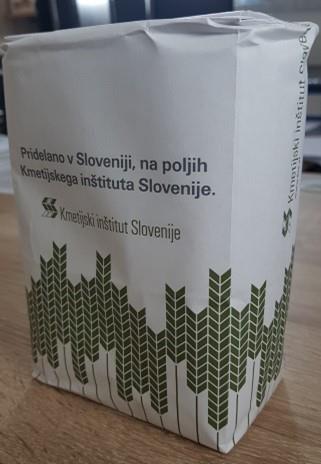 Pridelano v Sloveniji, na poljih
Kmetijskega inštituta Slovenije.
Kmetijski inštitut Slovenije
Kmetijski inštitut